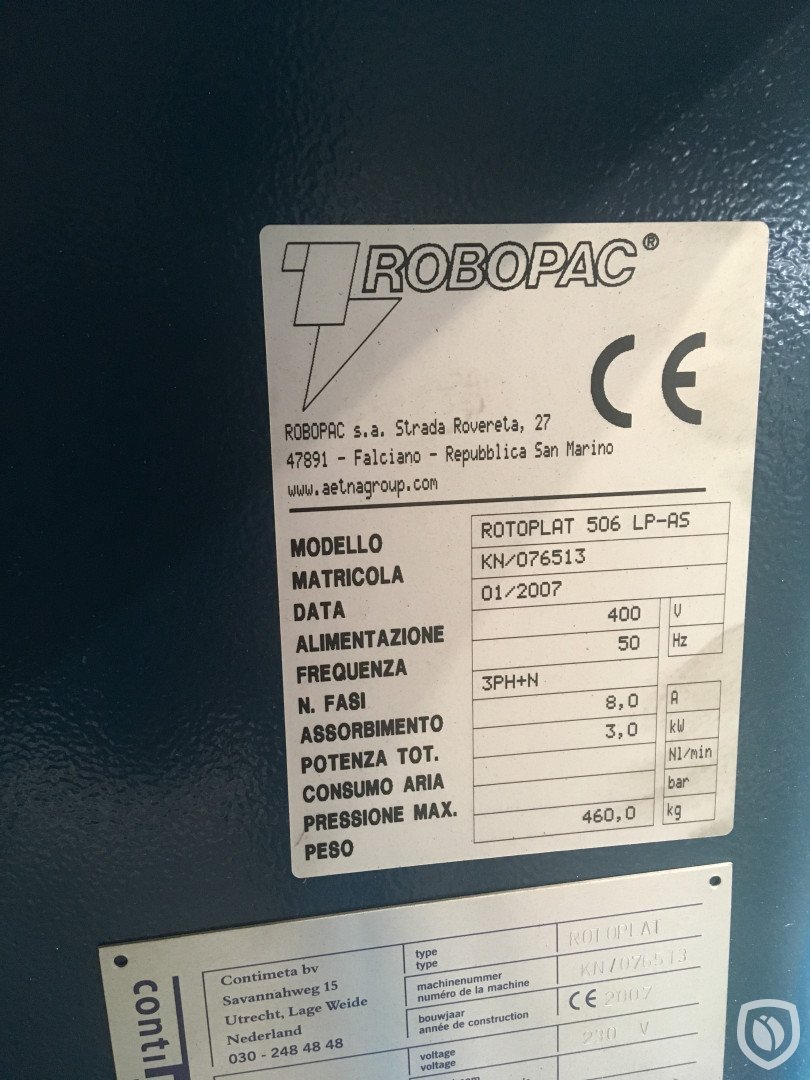 ROBOPAC®
CE
ROBOPAC s.a. Strada Rovereta, 27
47891 - Falciano - Repubblica San Marino
www.aetnagroup.com
MODELLO ROTOPLAT 506 LP-AS
MATRICOLA KN/076513
DATA 01/2007
ALIMENTAZIONE 400 V
FREQUENZA 50 Hz
N. FASI 3PH+N
ASSORBIMENTO 8,0 A
POTENZA TOT. 3,0 kW
CONSUMO ARIA Nl/min
PRESSIONE MAX. bar
PESO 460,0 kg
conti
Contimeta bv
Savannahweg 15
Utrecht, Lage Weide
Nederland
030 - 248 48 48
type
type
ROTOPLAT
machinenummer
numéro de la machine
KN/076513
bouwjaar
année de construction
CE 2007
voltage
voltage
230 V